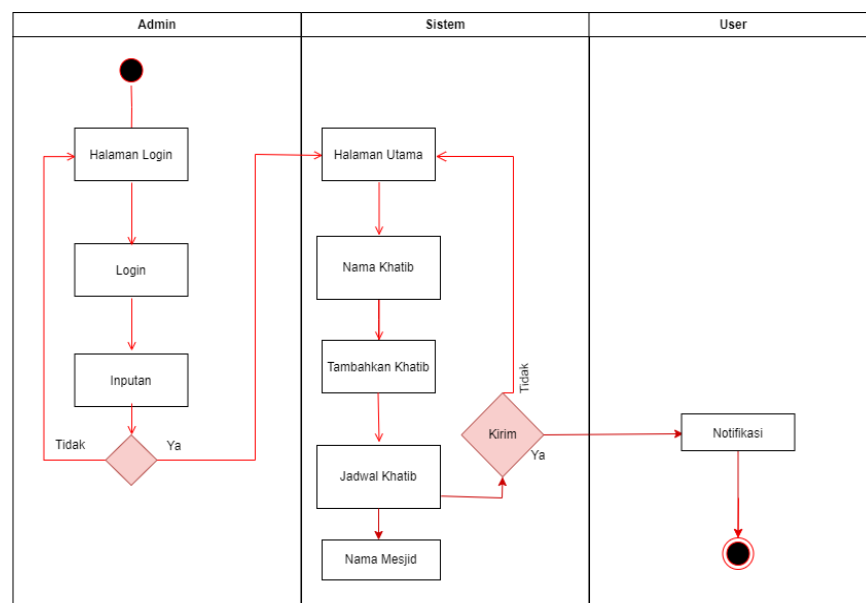 Admin
Sistem
User
Halaman Login
Halaman Utama
Login
Nama Khatib
Inputan
Tambahkan Khatib
Tidak
Tidak
Ya
Kirim
Ya
Notifikasi
Jadwal Khatib
Nama Mesjid